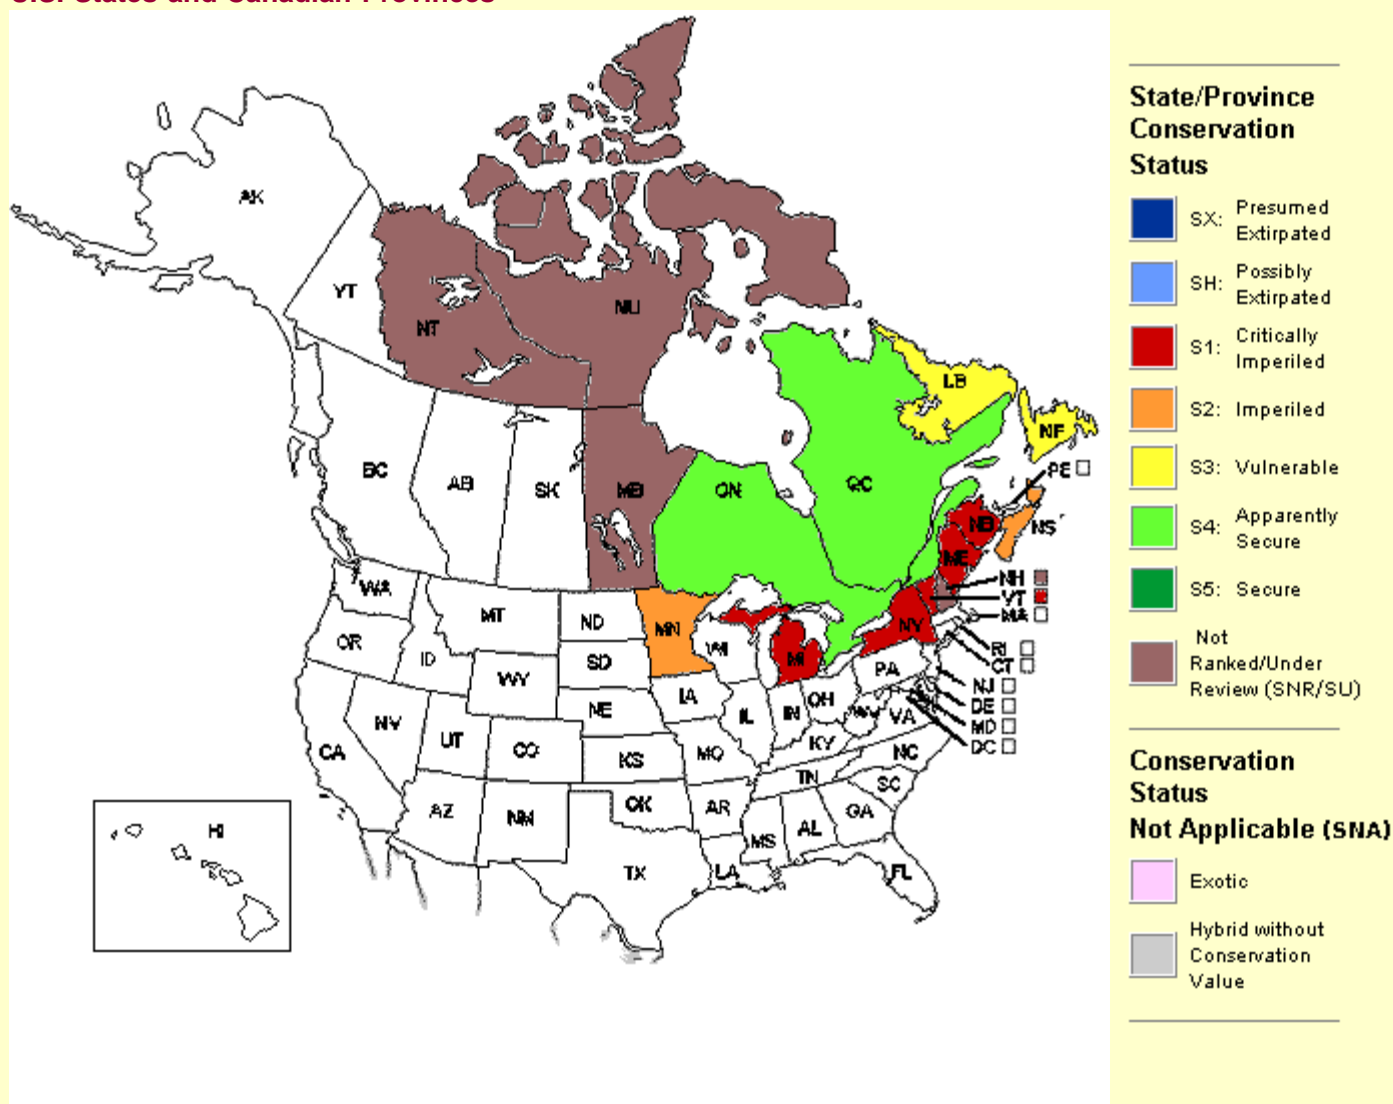 U.S. States and Canadian Provinces
AK
YT
NT
NU
BC
AB
SK
MB
ON
QC
LB
NF
PE
NS
NB
ME
NH
VT
MA
RI
CT
NJ
DE
MD
DC
WA
OR
CA
ID
NV
MT
WY
UT
AZ
CO
NM
ND
SD
NE
KS
OK
TX
MN
IA
MO
AR
LA
WI
IL
MI
IN
OH
KY
TN
MS
AL
GA
FL
SC
NC
VA
WV
PA
NY
HI
State/Province
Conservation
Status
SX: Presumed
Extirpated
SH: Possibly
Extirpated
S1: Critically
Imperiled
S2: Imperiled
S3: Vulnerable
S4: Apparently
Secure
S5: Secure
Not
Ranked/Under
Review (SNR/SU)
Conservation
Status
Not Applicable (SNA)
Exotic
Hybrid without
Conservation
Value